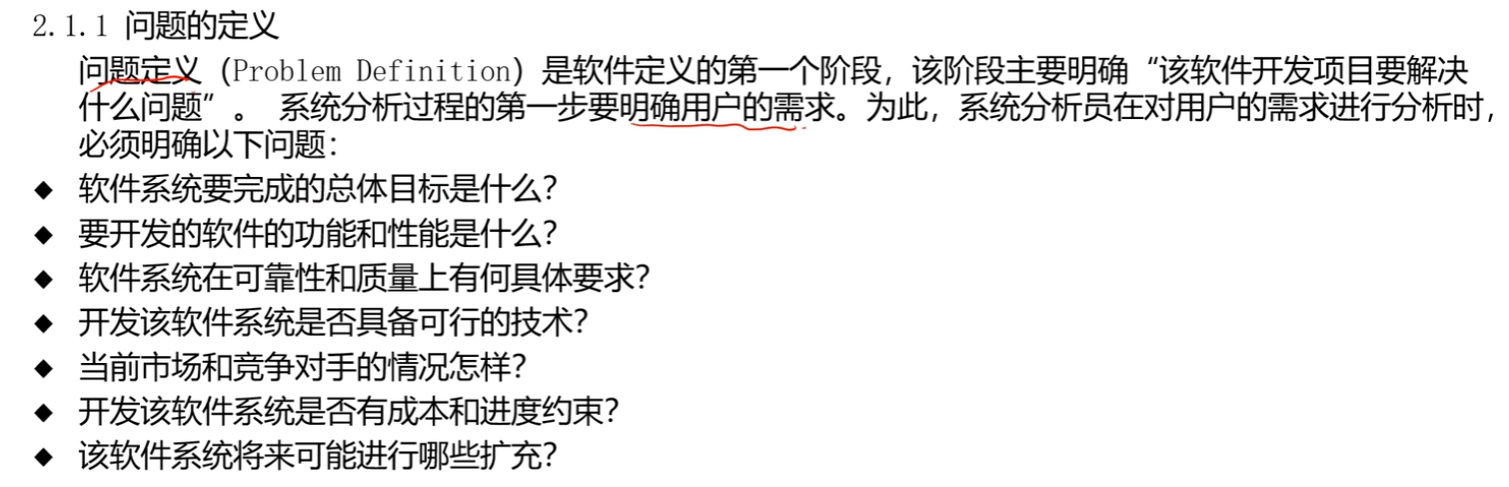 2.1.1 问题的定义
问题定义（Problem Definition）是软件定义的第一个阶段，该阶段主要明确“该软件开发项目要解决
什么问题”。 系统分析过程的第一步要明确用户的需求。为此，系统分析员在对用户的需求进行分析时，
必须明确以下问题：
◆ 软件系统要完成的总体目标是什么？
◆ 要开发的软件的功能和性能是什么？
◆ 软件系统在可靠性和质量上有何具体要求？
◆ 开发该软件系统是否具备可行的技术？
◆ 当前市场和竞争对手的情况怎样？
◆ 开发该软件系统是否有成本和进度约束？
◆ 该软件系统将来可能进行哪些扩充？